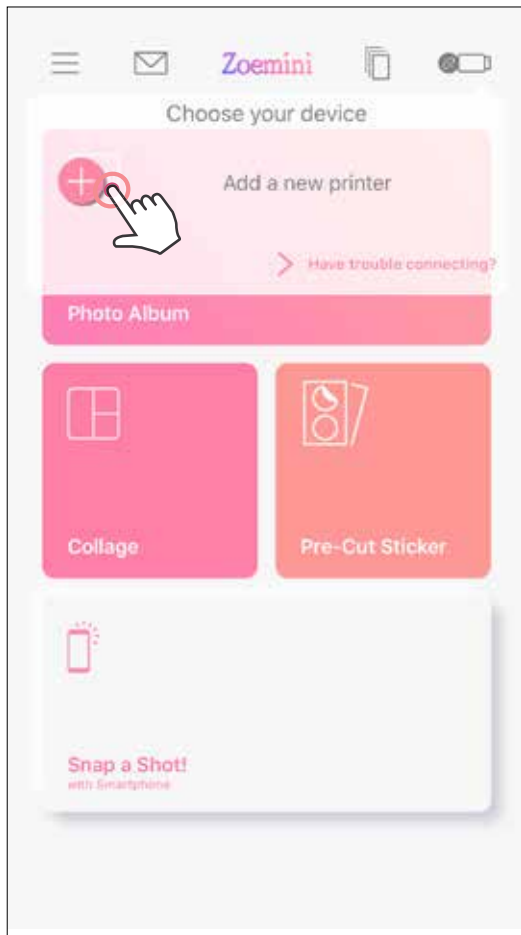 Zoemini
Choose your device
Add a new printer
Have trouble connecting?
Photo Album
Collage
Pre-Cut Sticker
Snap a Shot!
with Smartphone